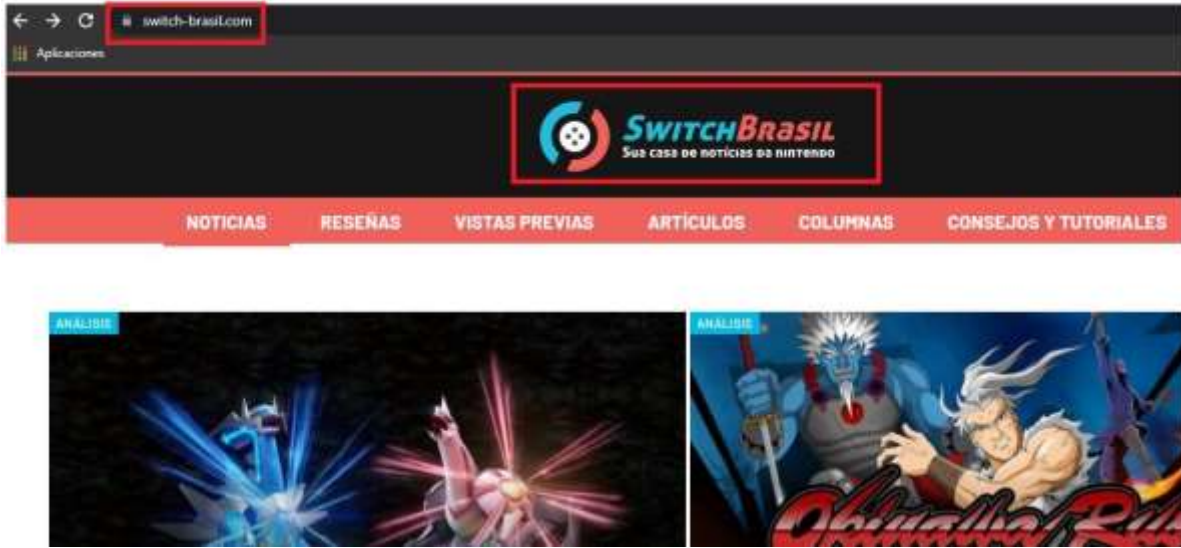 switch-brasil.com
Aplicaciones
SWITCHBRASIL
SUA CASA DE NOTÍCIAS DA NINTENDO
NOTICIAS RESEÑAS VISTAS PREVIAS ARTÍCULOS COLUMNAS CONSEJOS Y TUTORIALES
ANÁLISIS ANÁLISIS